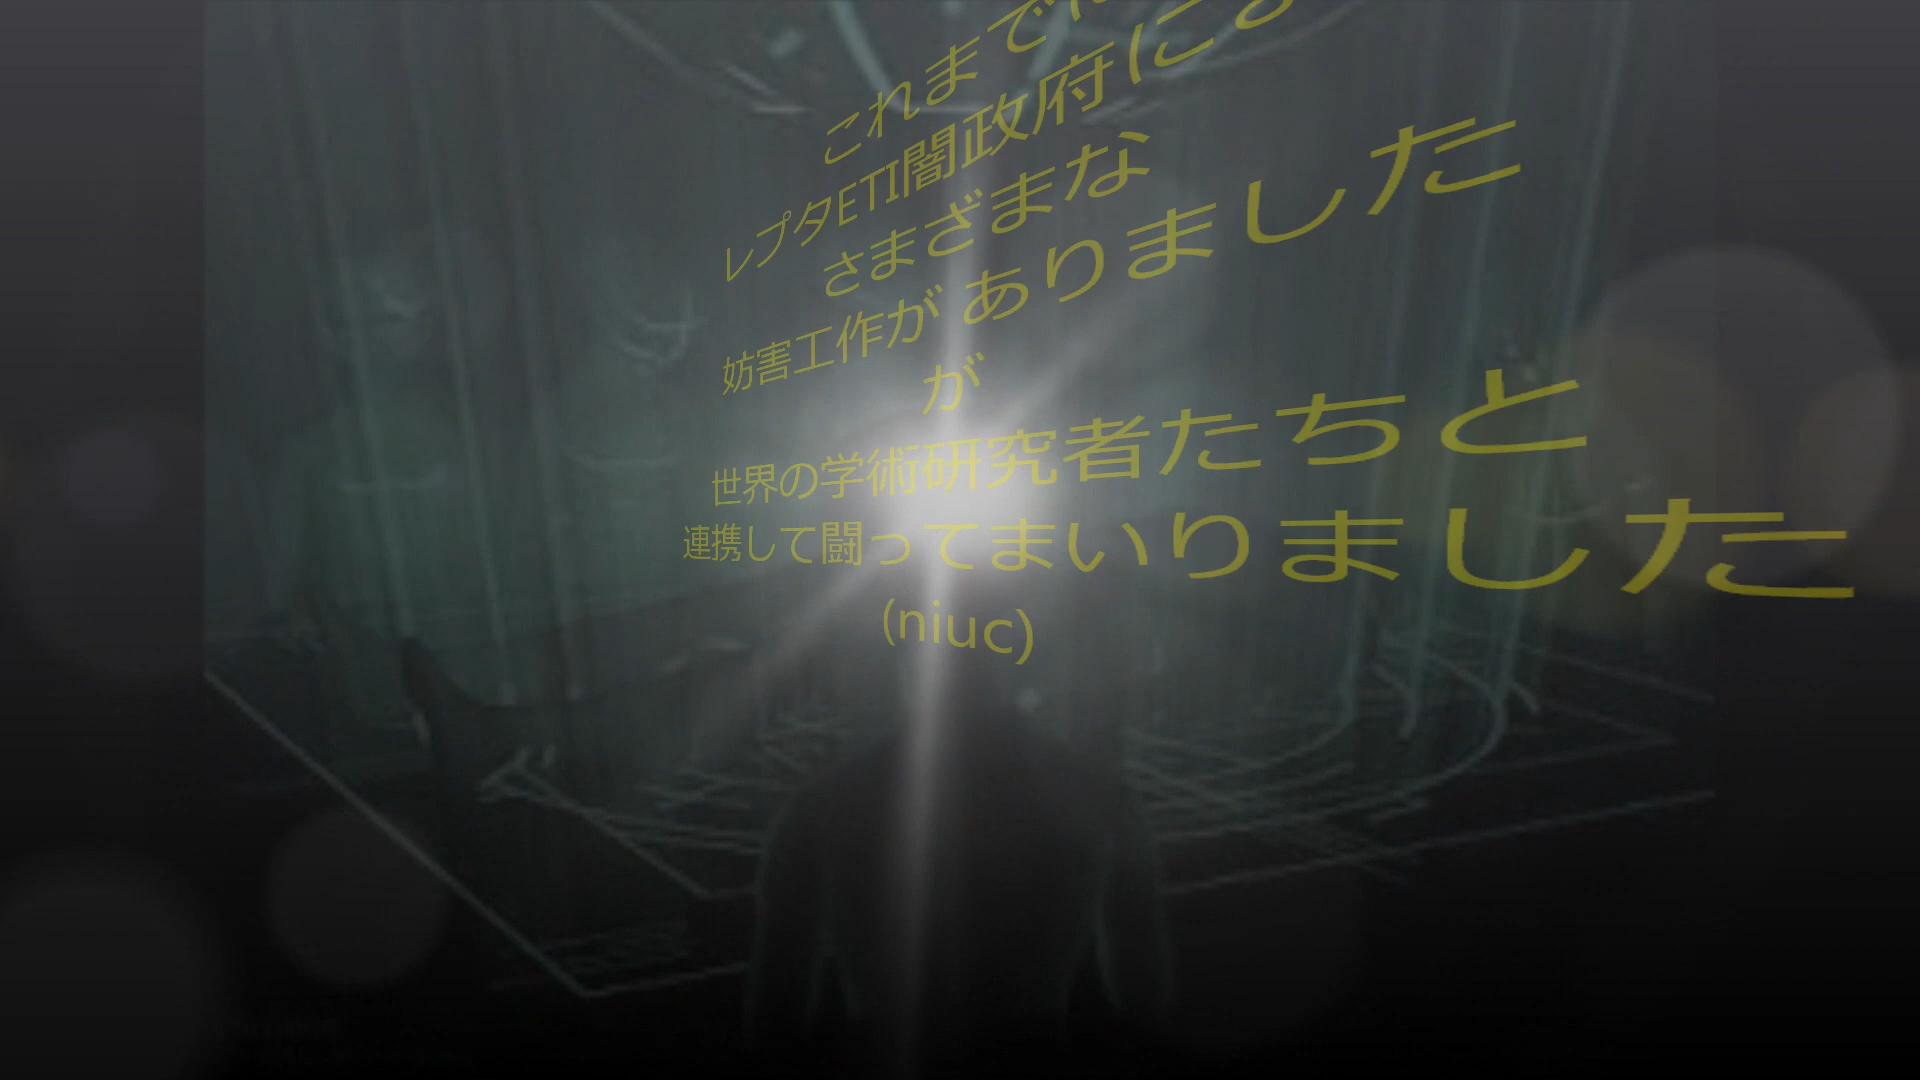 これまでに
レプタETI闇政府によ
さまざまな
妨害工作がありました
が
世界の学術研究者たちと
連携して闘ってまいりました
(niuc)